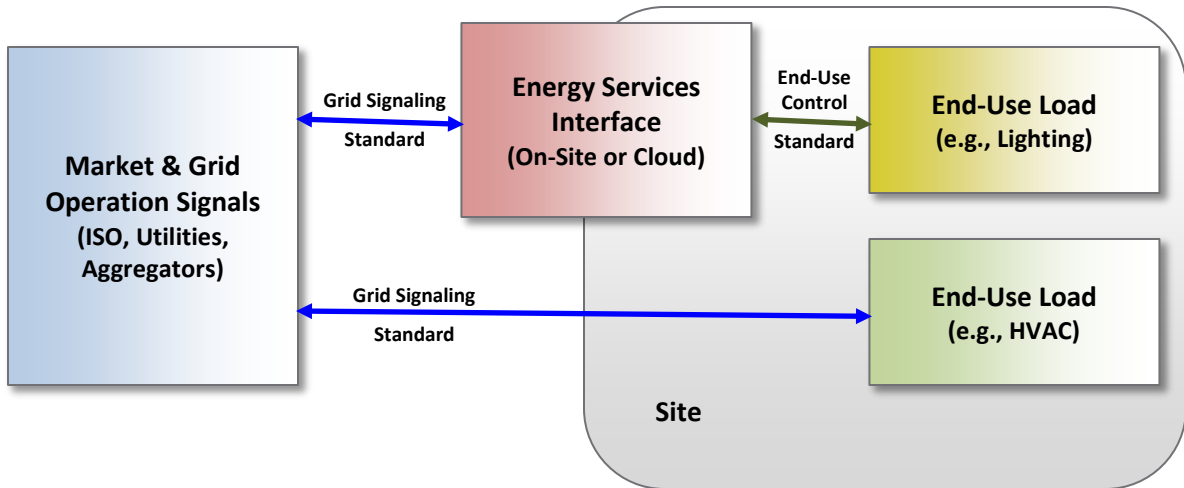 Market & Grid
Operation Signals
(ISO, Utilities,
Aggregators)
Grid Signaling
Standard
Energy Services
Interface
(On-Site or Cloud)
End-Use
Control
Standard
End-Use Load
(e.g., Lighting)
Grid Signaling
Standard
End-Use Load
(e.g., HVAC)
Site